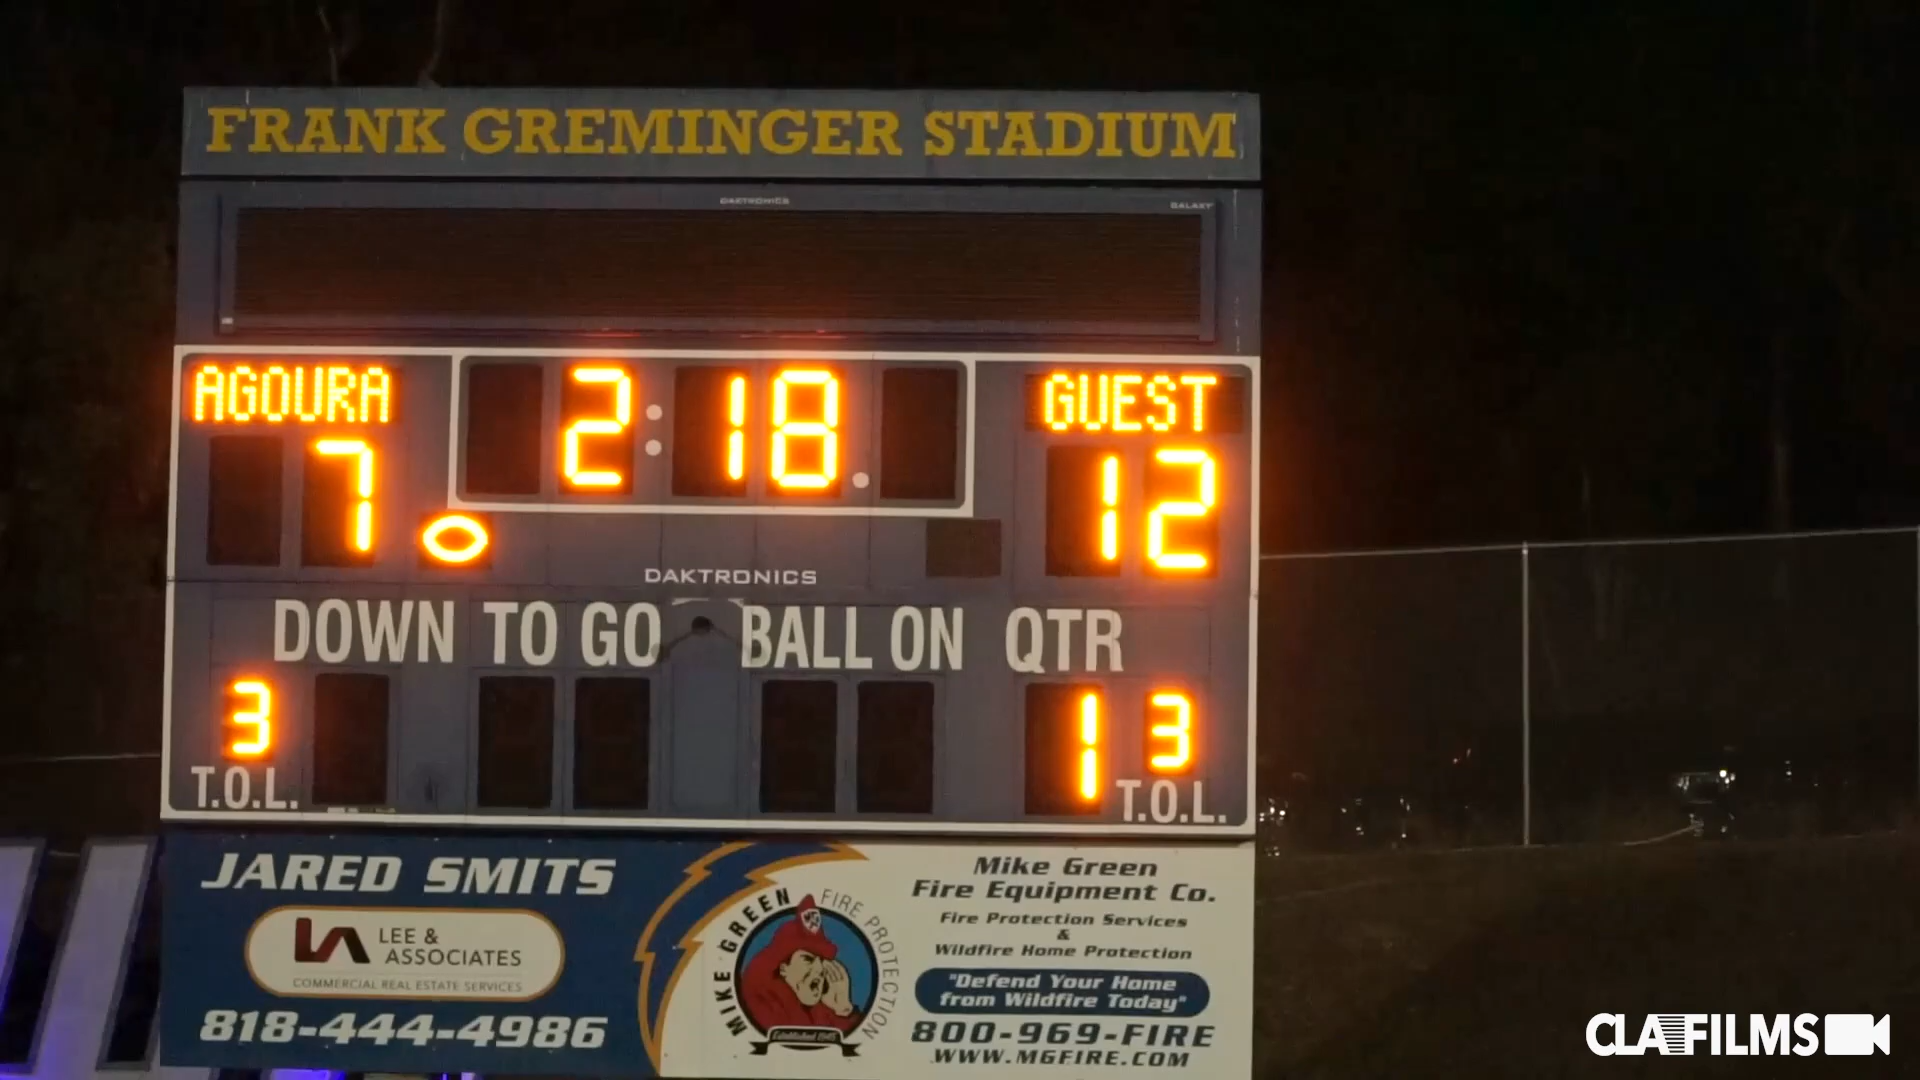 FRANK GREMINGER STADIUM
DAKTRONICS GALAXY
AGOURA 2:18. GUEST
7 12
DAKTRONICS
DOWN TO GO BALL ON QTR
3 1 3
T.O.L. T.O.L.
JARED SMITS
LEE &
ASSOCIATES
COMMERCIAL REAL ESTATE SERVICES
818-444-4986
MIKE GREEN FIRE PROTECTION
Mike Green
Fire Equipment Co.
Fire Protection Services
&
Wildfire Home Protection
"Defend Your Home
from Wildfire Today"
800-969-FIRE
WWW.MGFIRE.COM
CLAFILMS